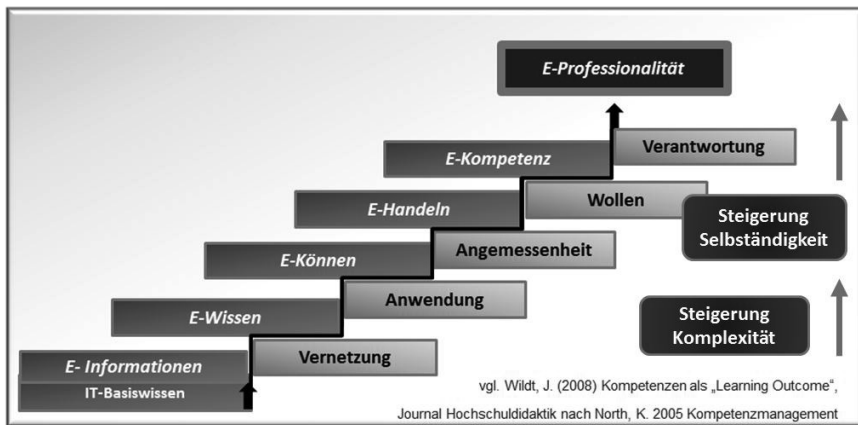 E-Professionalität
E-Kompetenz
Verantwortung
E-Handeln
Wollen
Steigerung
Selbständigkeit
E-Können
Angemessenheit
E-Wissen
Anwendung
Steigerung
Komplexität
E- Informationen
Vernetzung
IT-Basiswissen
vgl. Wildt, J. (2008) Kompetenzen als „Learning Outcome“,
Journal Hochschuldidaktik nach North, K. 2005 Kompetenzmanagement